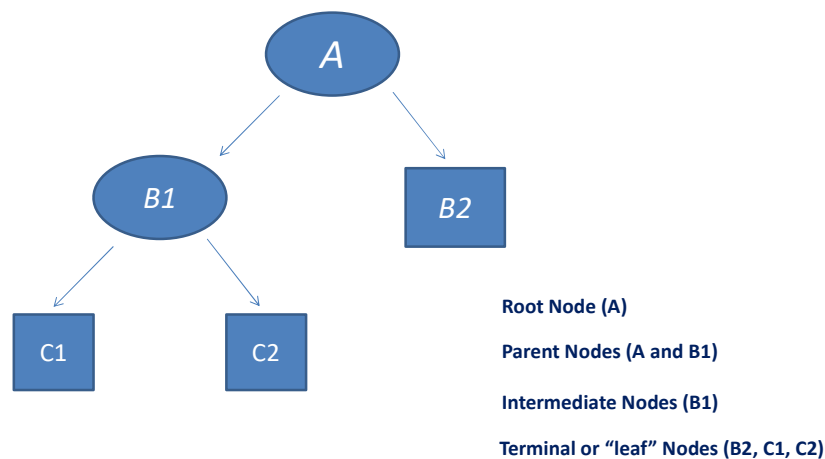 A
B1
B2
C1
C2
Root Node (A)
Parent Nodes (A and B1)
Intermediate Nodes (B1)
Terminal or “leaf” Nodes (B2, C1, C2)